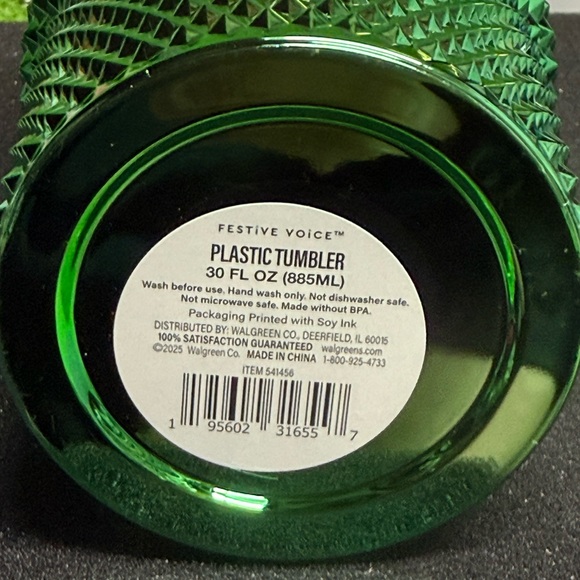 FESTIVE VOICE™
PLASTIC TUMBLER
30 FL OZ (885ML)
Wash before use. Hand wash only. Not dishwasher safe.
Not microwave safe. Made without BPA.
Packaging Printed with Soy Ink
DISTRIBUTED BY: WALGREEN CO., DEERFIELD, IL 60015
100% SATISFACTION GUARANTEED walgreens.com
©2025 Walgreen Co. MADE IN CHINA 1-800-925-4733
ITEM 541456
1 95602 31655 7